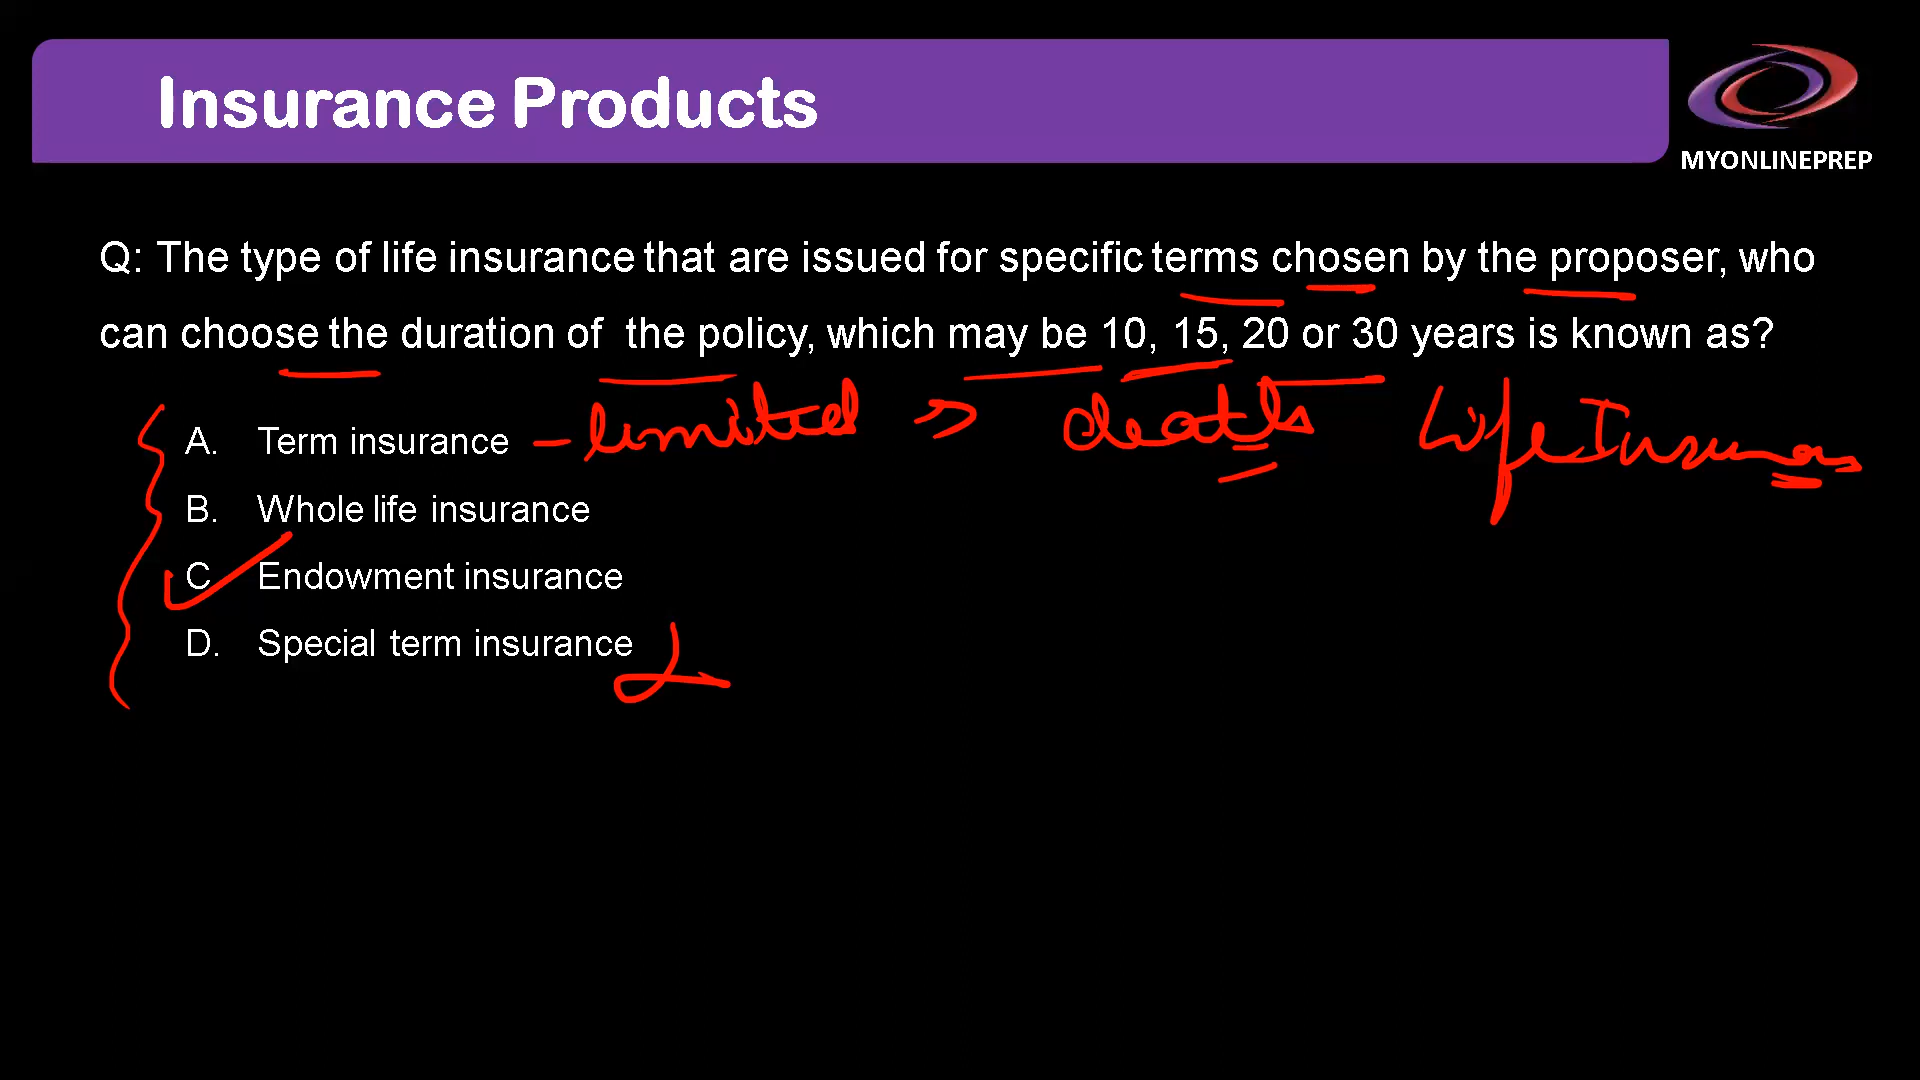 Insurance Products
MYONLINEPREP
Q: The type of life insurance that are issued for specific terms chosen by the proposer, who
can choose the duration of the policy, which may be 10, 15, 20 or 30 years is known as?
A. Term insurance - limited death Life
B. Whole life insurance
C Endowment insurance
D. Special term insurance